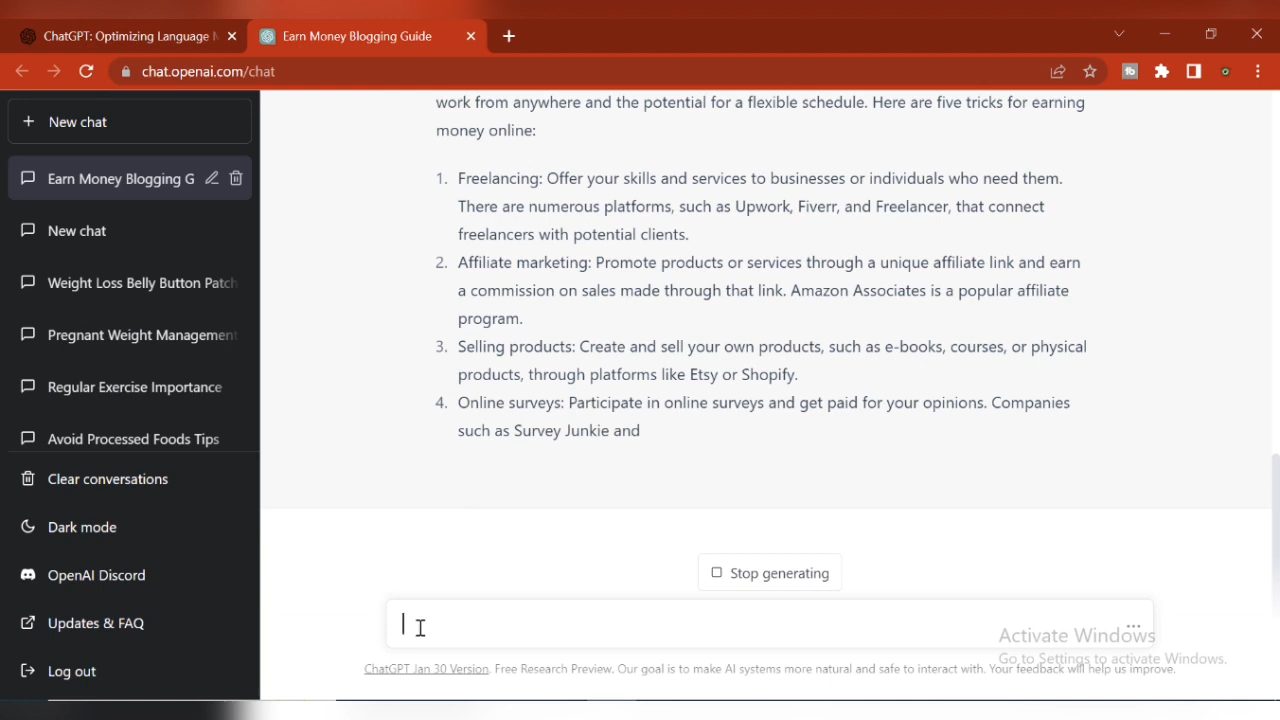 ChatGPT: Optimizing Language
Earn Money Blogging Guide
chat.openai.com/chat
New chat
Earn Money Blogging G
New chat
Weight Loss Belly Button Patch
Pregnant Weight Management
Regular Exercise Importance
Avoid Processed Foods Tips
Clear conversations
Dark mode
OpenAI Discord
Updates & FAQ
Log out
work from anywhere and the potential for a flexible schedule. Here are five tricks for earning
money online:
1. Freelancing: Offer your skills and services to businesses or individuals who need them.
There are numerous platforms, such as Upwork, Fiverr, and Freelancer, that connect
freelancers with potential clients.
2. Affiliate marketing: Promote products or services through a unique affiliate link and earn
a commission on sales made through that link. Amazon Associates is a popular affiliate
program.
3. Selling products: Create and sell your own products, such as e-books, courses, or physical
products, through platforms like Etsy or Shopify.
4. Online surveys: Participate in online surveys and get paid for your opinions. Companies
such as Survey Junkie and
Stop generating
...
Activate Windows
Go to Settings to activate Windows.
ChatGPT Jan 30 Version. Free Research Preview. Our goal is to make AI systems more natural and safe to interact with. Your feedback will help us improve.